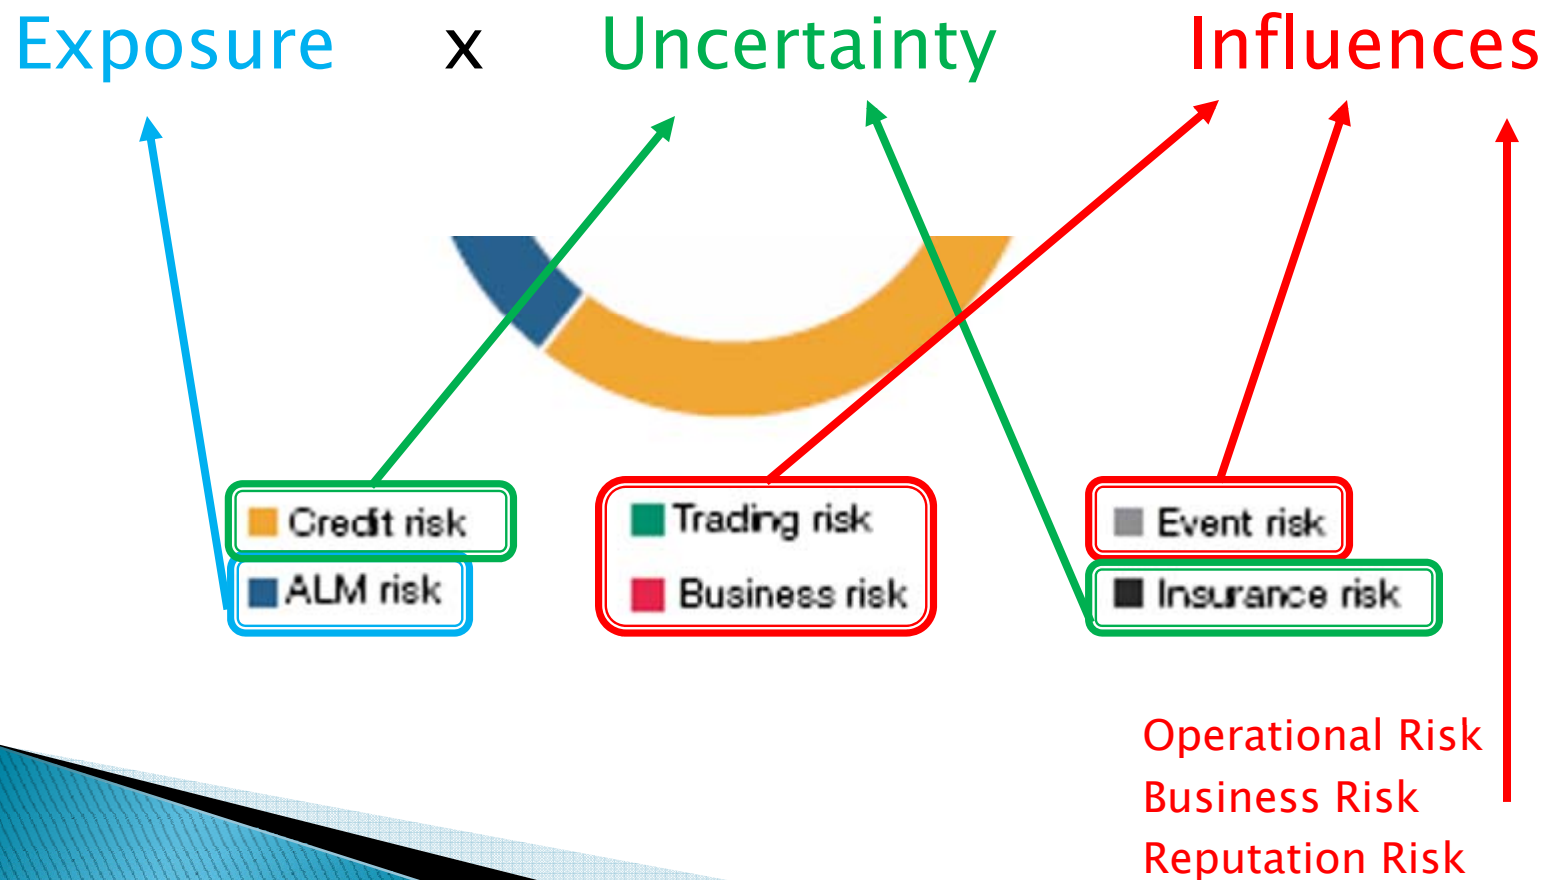 Exposure x Uncertainty Influences
Credit risk Trading risk Event risk
ALM risk Business risk Insurance risk
Operational Risk
Business Risk
Reputation Risk